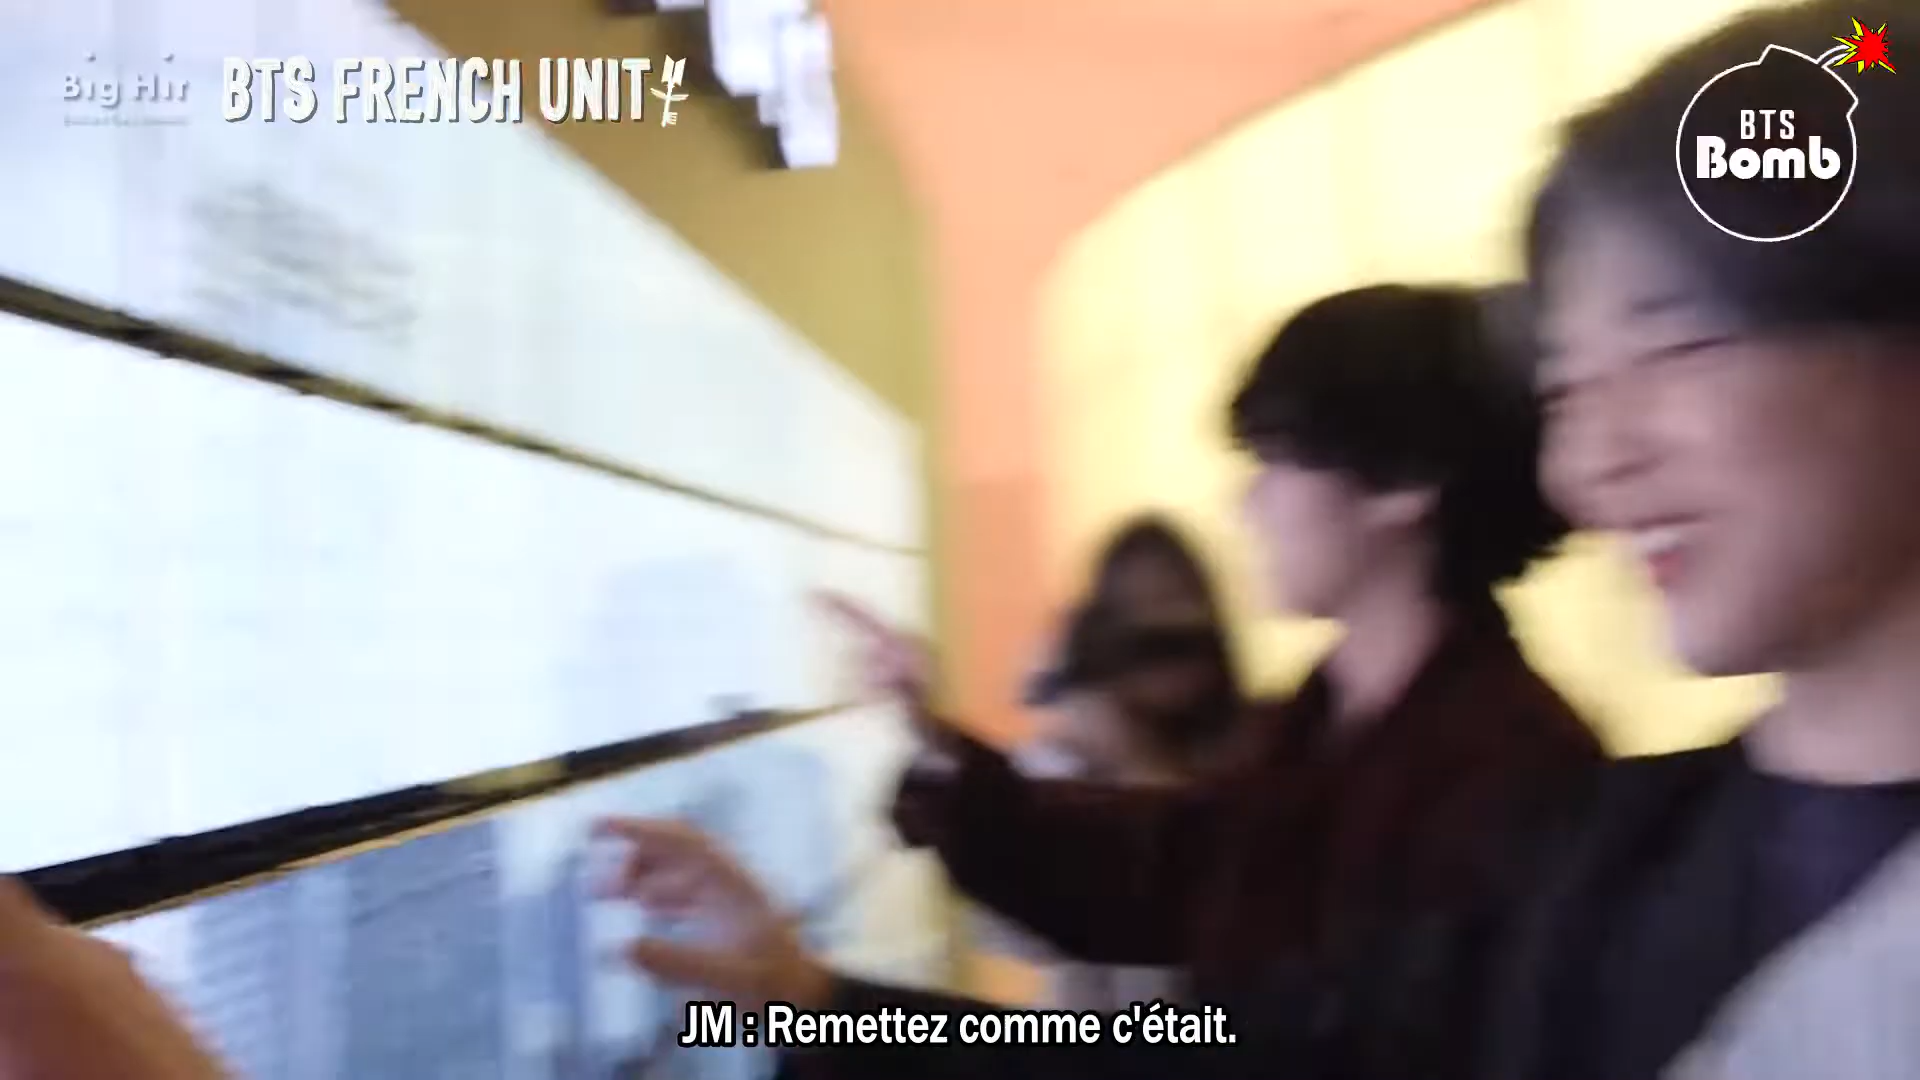 Big Hit
BTS FRENCH UNIT
BTS
Bomb
JM : Remettez comme c'était.